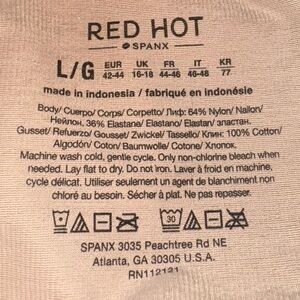 RED HOT
SPANX
L/G EUR 42-44 UK 16-18 FR 44-46 IT 46-48 KR 77
made in indonesia / fabriqué en indonésie
Body/ Cuerpo/ Corps/ Corpetto/ Лиф: 64% Nylon/ Nailon/
Нейлон, 36% Elastane/ Elastano/ Elastan/ эластан.
Gusset/ Refuerzo/ Gousset/ Zwickel/ Tassello/ Клин: 100% Cotton/
Algodón/ Coton/ Baumwolle/ Cotone/ Хлопок.
Machine wash cold, gentle cycle. Only non-chlorine bleach when
needed. Lay flat to dry. Do not iron. Laver à froid en machine,
cycle délicat. Utiliser seulement un agent de blanchiment
non chloré au besoin. Sécher à plat. Ne pas repasser.
30
SPANX 3035 Peachtree Rd NE
Atlanta, GA 30305 U.S.A.
RN112121